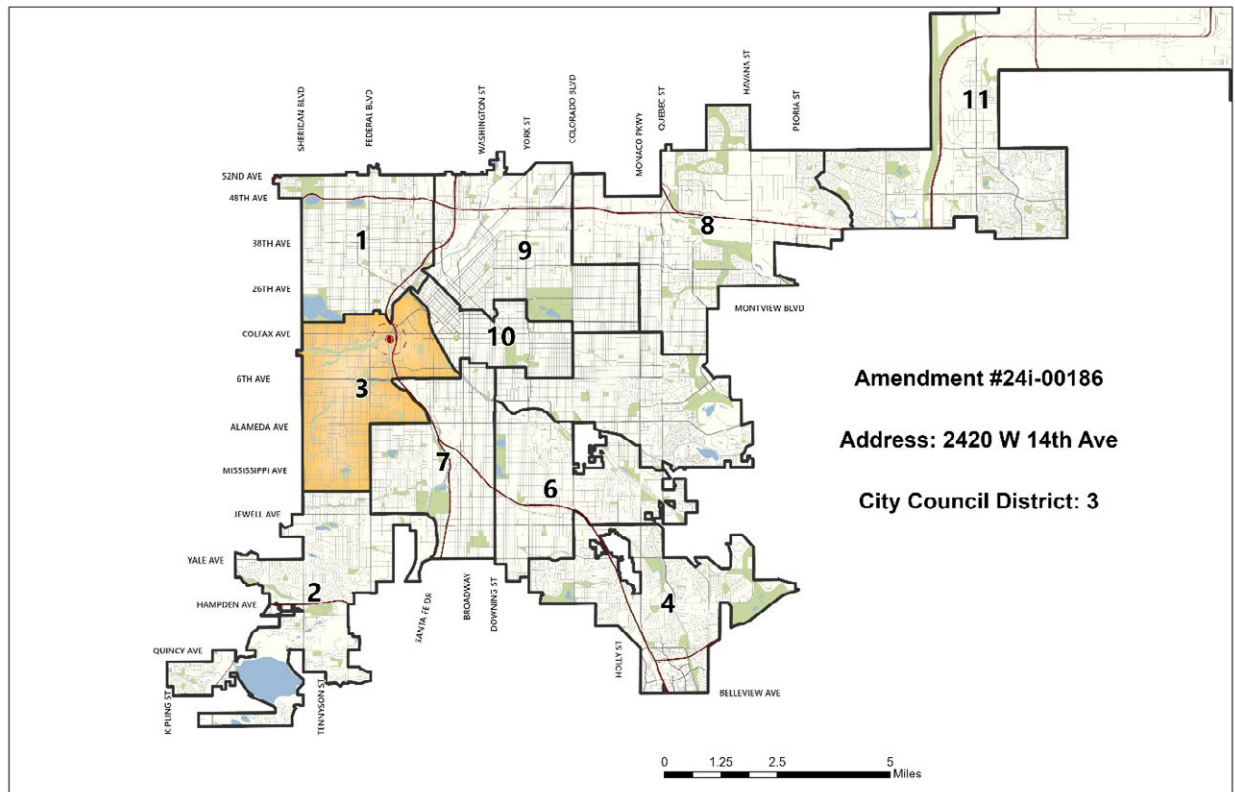 SHERIDAN BLVD
FEDERAL BLVD
WASHINGTON ST
YORK ST
COLORADO BLVD
MONACO PKWY
QUEBEC ST
HAVANA ST
PEORIA ST
11
52ND AVE
48TH AVE
38TH AVE
26TH AVE
COLFAX AVE
6TH AVE
ALAMEDA AVE
MISSISSIPPI AVE
JEWELL AVE
YALE AVE
HAMPDEN AVE
QUINCY AVE
1
9
8
MONTVIEW BLVD
10
3
7
6
2
4
Amendment #24i-00186
Address: 2420 W 14th Ave
City Council District: 3
KIPLING ST
TENNYSON ST
SANTA FE DR
BROADWAY
DOWNING ST
HOLLY ST
BELLEVIEW AVE
0 1.25 2.5 5
Miles